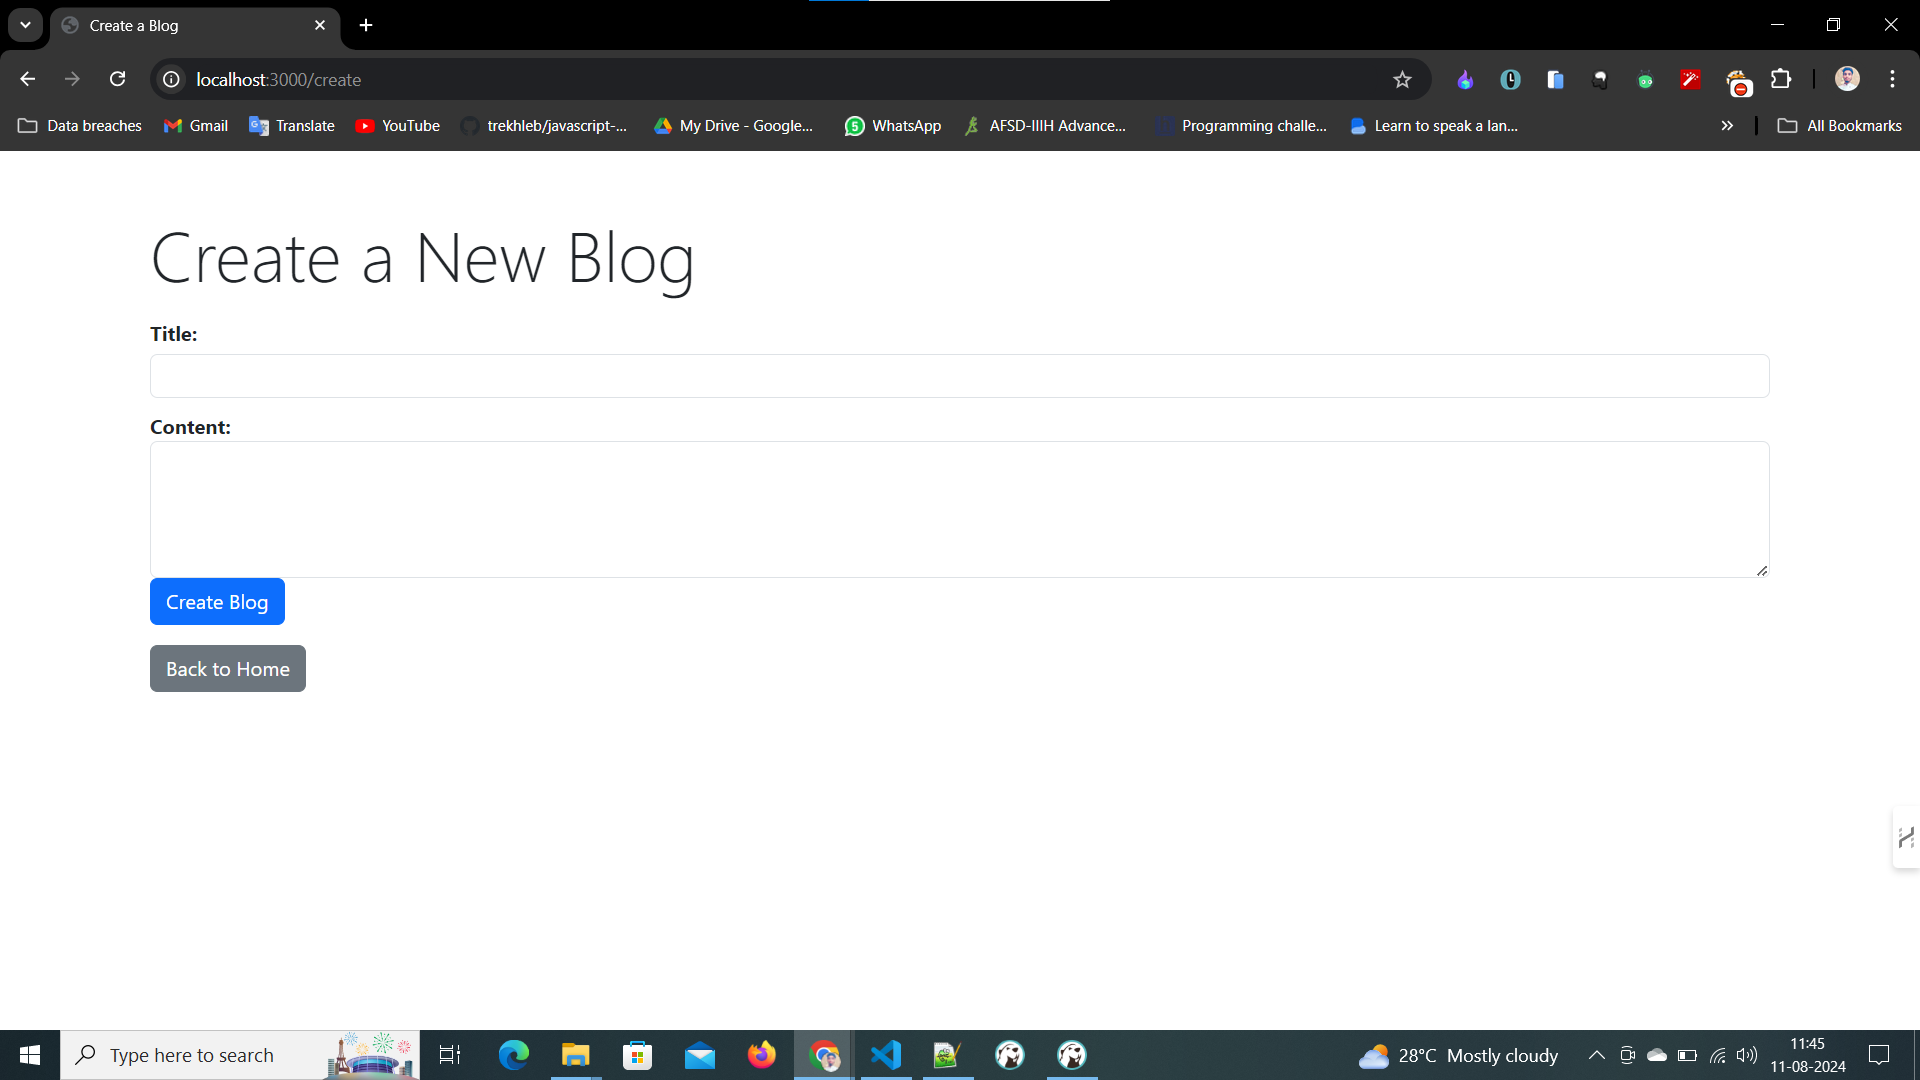 Create a Blog
localhost:3000/create
Data breaches Gmail Translate YouTube trekhleb/javascript-... My Drive - Google... WhatsApp AFSD-IIIH Advance... Programming challe... Learn to speak a lan... All Bookmarks
Create a New Blog
Title:
Content:
Create Blog
Back to Home
Type here to search
28°C Mostly cloudy
11:45
11-08-2024